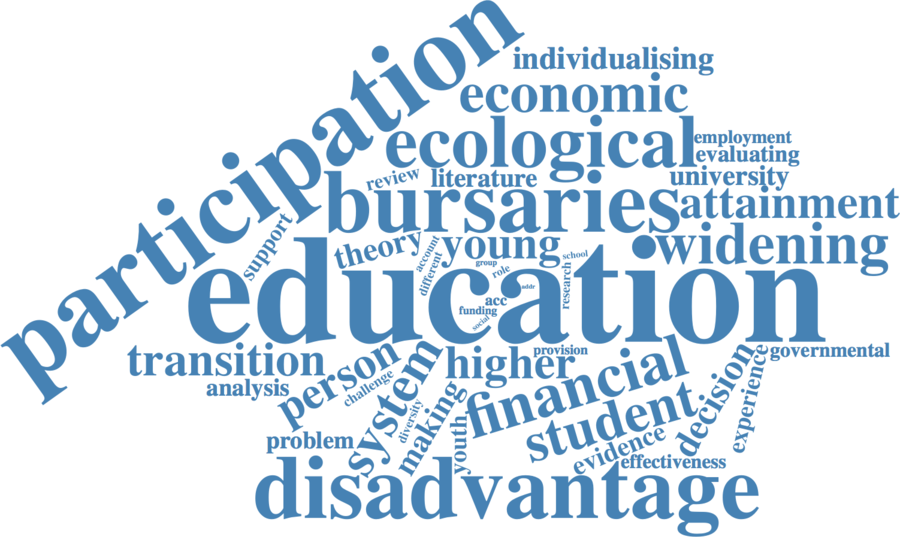 participation
individualising
economic
ecological
employment
evaluating
review
literature
university
bursaries
attainment
support
theory
account
different
young
widening
group
role
school
education
addr
research
acc
funding
social
transition
analysis
person
challenge
system
higher
provision
governmental
financial
decision
experience
diversity
making
youth
student
problem
evidence
effectiveness
disadvantage